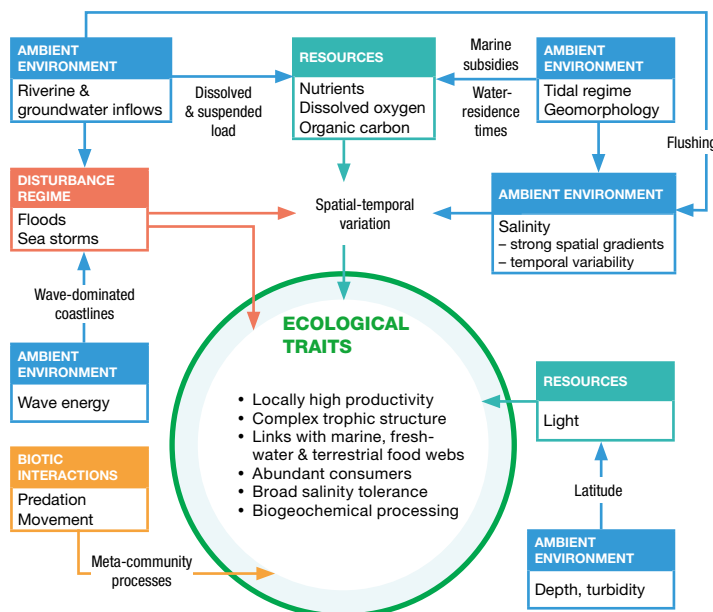 AMBIENT
ENVIRONMENT
Riverine &
groundwater inflows
Dissolved
& suspended
load
RESOURCES
Nutrients
Dissolved oxygen
Organic carbon
Marine
subsidies
Water-
residence
times
AMBIENT
ENVIRONMENT
Tidal regime
Geomorphology
Flushing
DISTURBANCE
REGIME
Floods
Sea storms
Spatial-temporal
variation
AMBIENT ENVIRONMENT
Salinity
– strong spatial gradients
– temporal variability
Wave-dominated
coastlines
AMBIENT
ENVIRONMENT
Wave energy
ECOLOGICAL
TRAITS
• Locally high productivity
• Complex trophic structure
• Links with marine, fresh-
water & terrestrial food webs
• Abundant consumers
• Broad salinity tolerance
• Biogeochemical processing
RESOURCES
Light
BIOTIC
INTERACTIONS
Predation
Movement
Meta-community
processes
Latitude
AMBIENT
ENVIRONMENT
Depth, turbidity